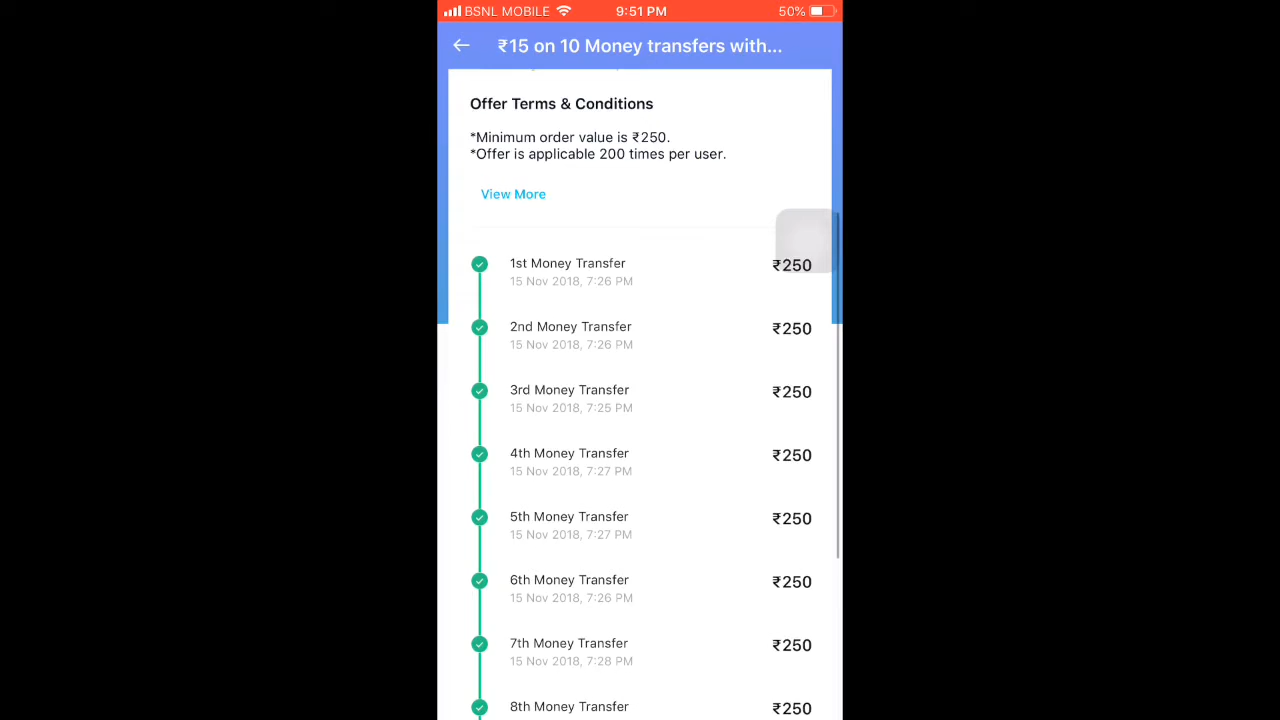 BSNL MOBILE 9:51 PM 50%
₹15 on 10 Money transfers with...
Offer Terms & Conditions
*Minimum order value is ₹250.
*Offer is applicable 200 times per user.
View More
1st Money Transfer ₹250
15 Nov 2018, 7:26 PM
2nd Money Transfer ₹250
15 Nov 2018, 7:26 PM
3rd Money Transfer ₹250
15 Nov 2018, 7:25 PM
4th Money Transfer ₹250
15 Nov 2018, 7:27 PM
5th Money Transfer ₹250
15 Nov 2018, 7:27 PM
6th Money Transfer ₹250
15 Nov 2018, 7:26 PM
7th Money Transfer ₹250
15 Nov 2018, 7:28 PM
8th Money Transfer ₹250